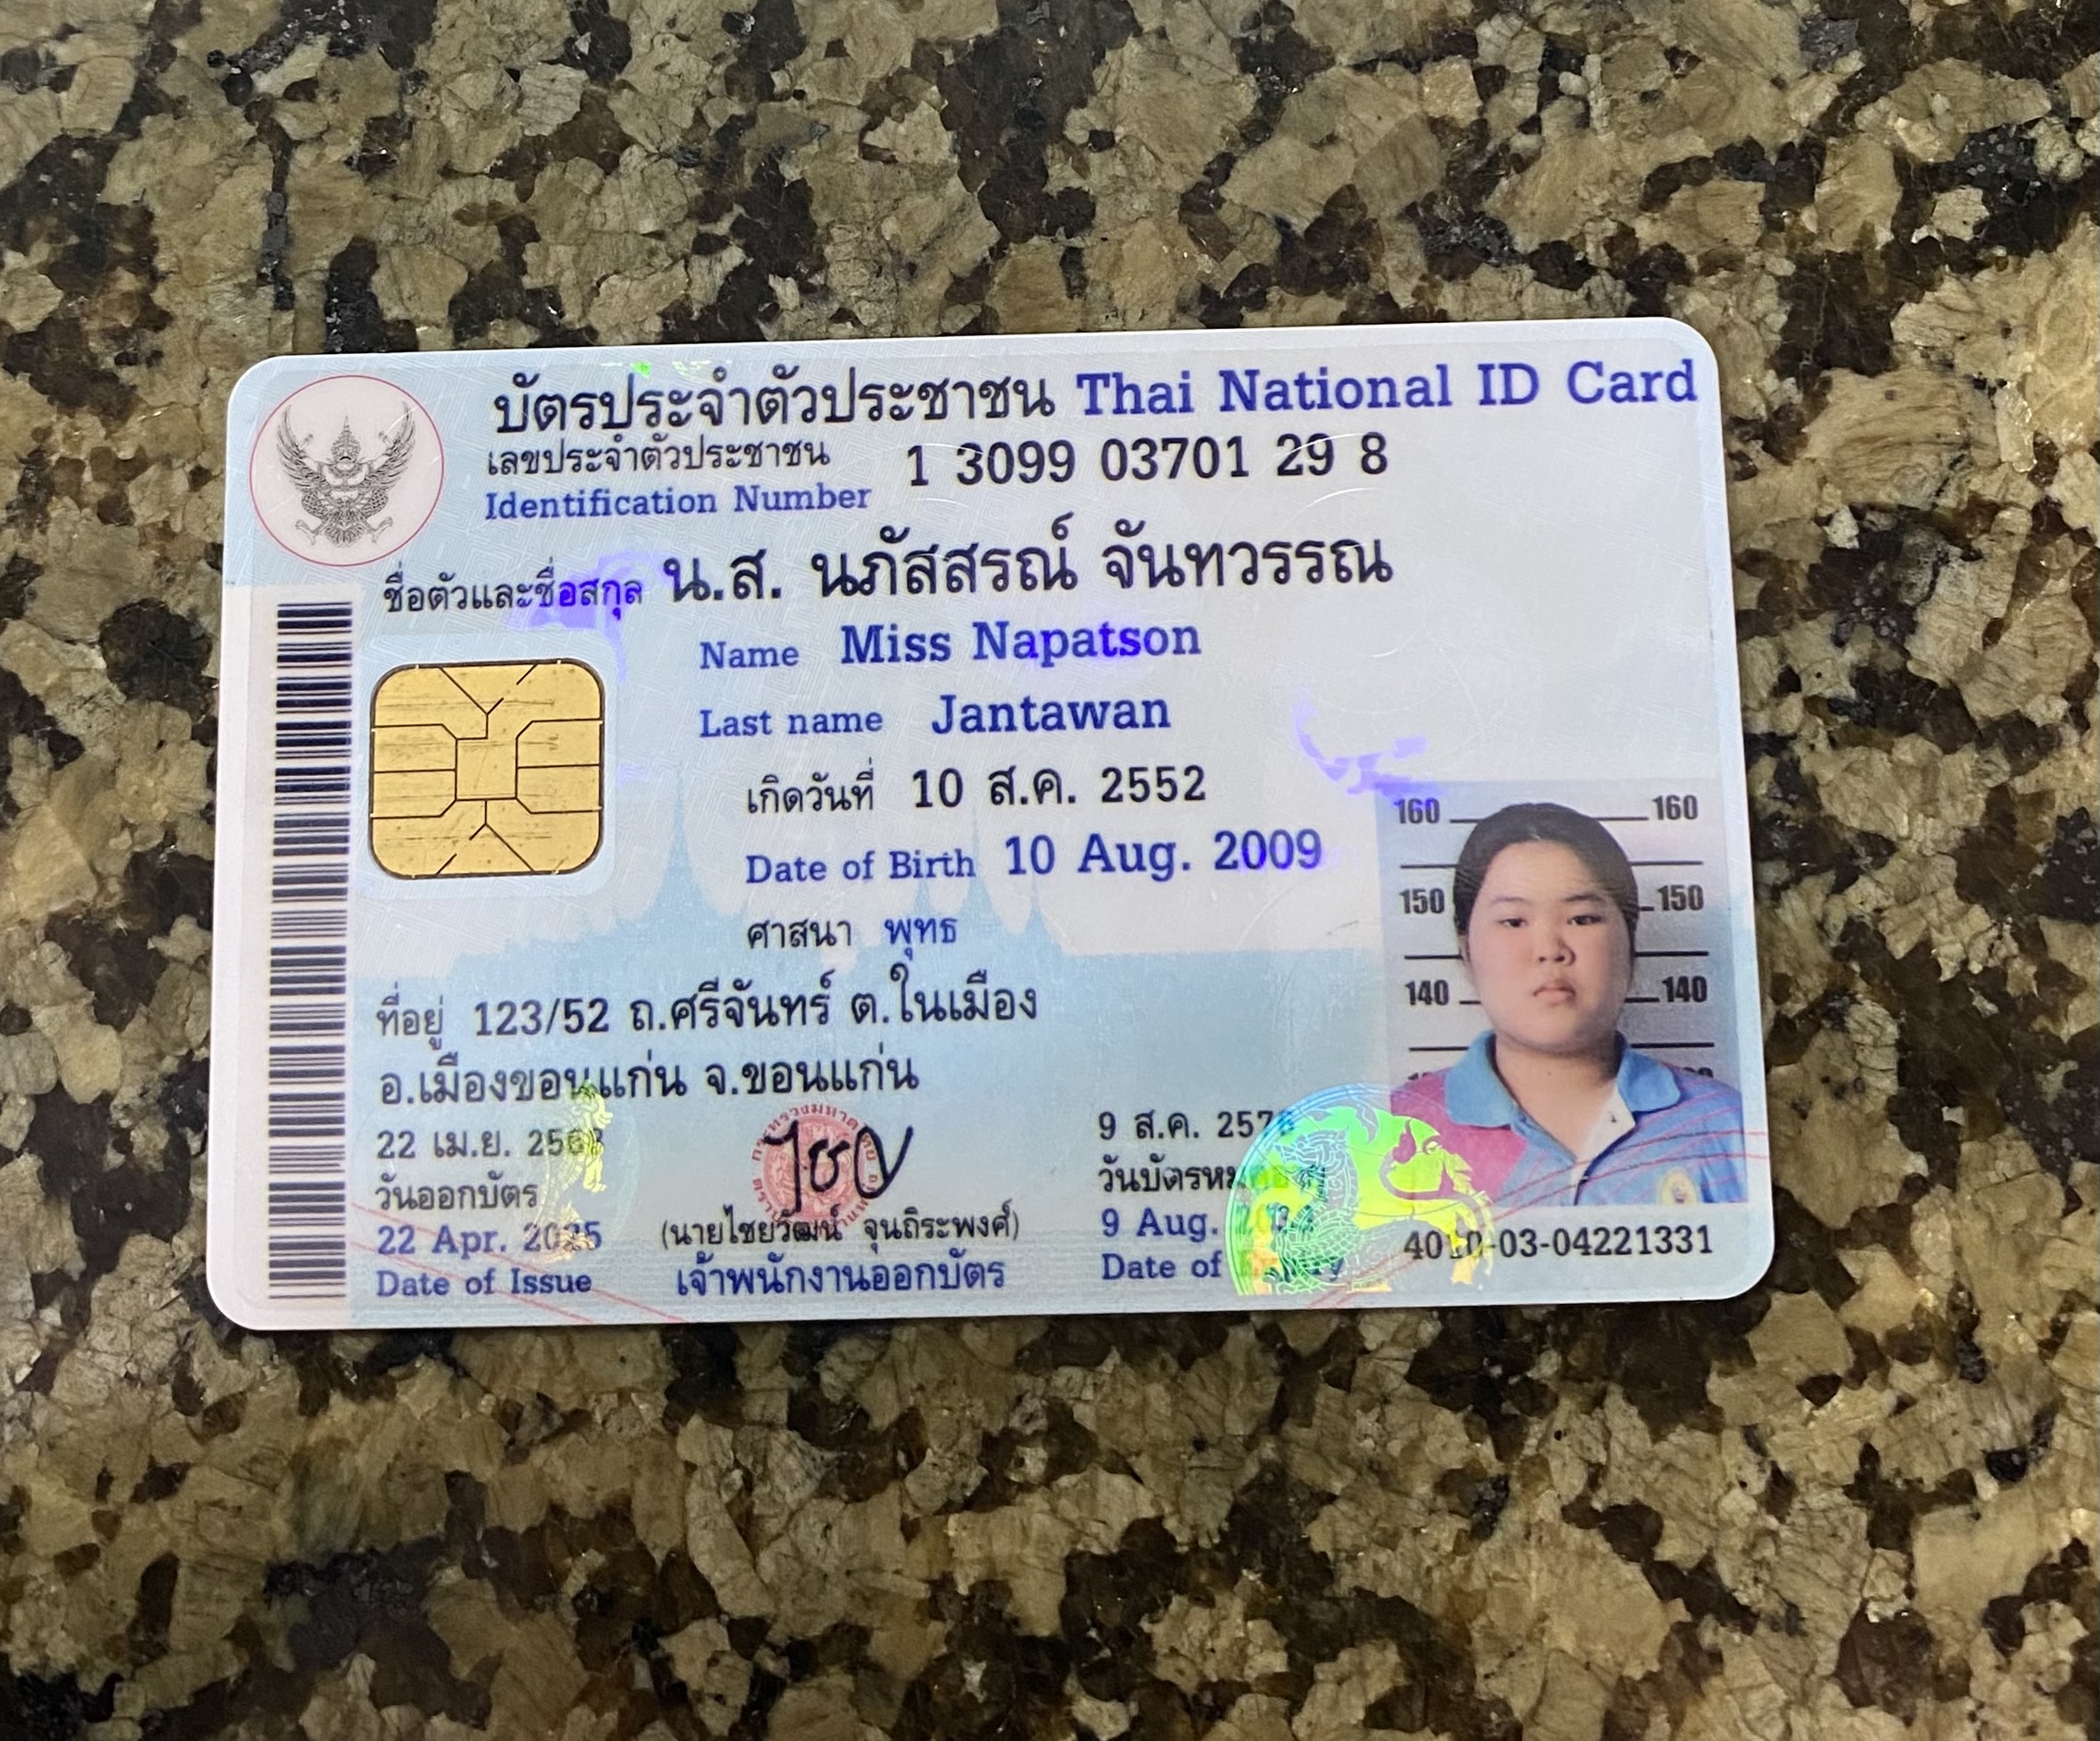 บัตรประจำตัวประชาชน Thai National ID Card
เลขประจำตัวประชาชน 1 3099 03701 29 8
Identification Number
ชื่อตัวและชื่อสกุล น.ส. นภัสสรณ์ จันทวรรณ
Name Miss Napatson
Last name Jantawan
เกิดวันที่ 10 ส.ค. 2552
Date of Birth 10 Aug. 2009
ศาสนา พุทธ
160 160
150 150
140 140
ที่อยู่ 123/52 ถ.ศรีจันทร์ ต.ในเมือง
อ.เมืองขอนแก่น จ.ขอนแก่น
22 เม.ย.
วันออกบัตร
22 Apr. 2025
Date of Issue
(นายไชยวัฒน์ จุนถิระพงศ์)
เจ้าพนักงานออกบัตร
9 ส.ค.
9 Aug.
Date of
4010-03-04221331